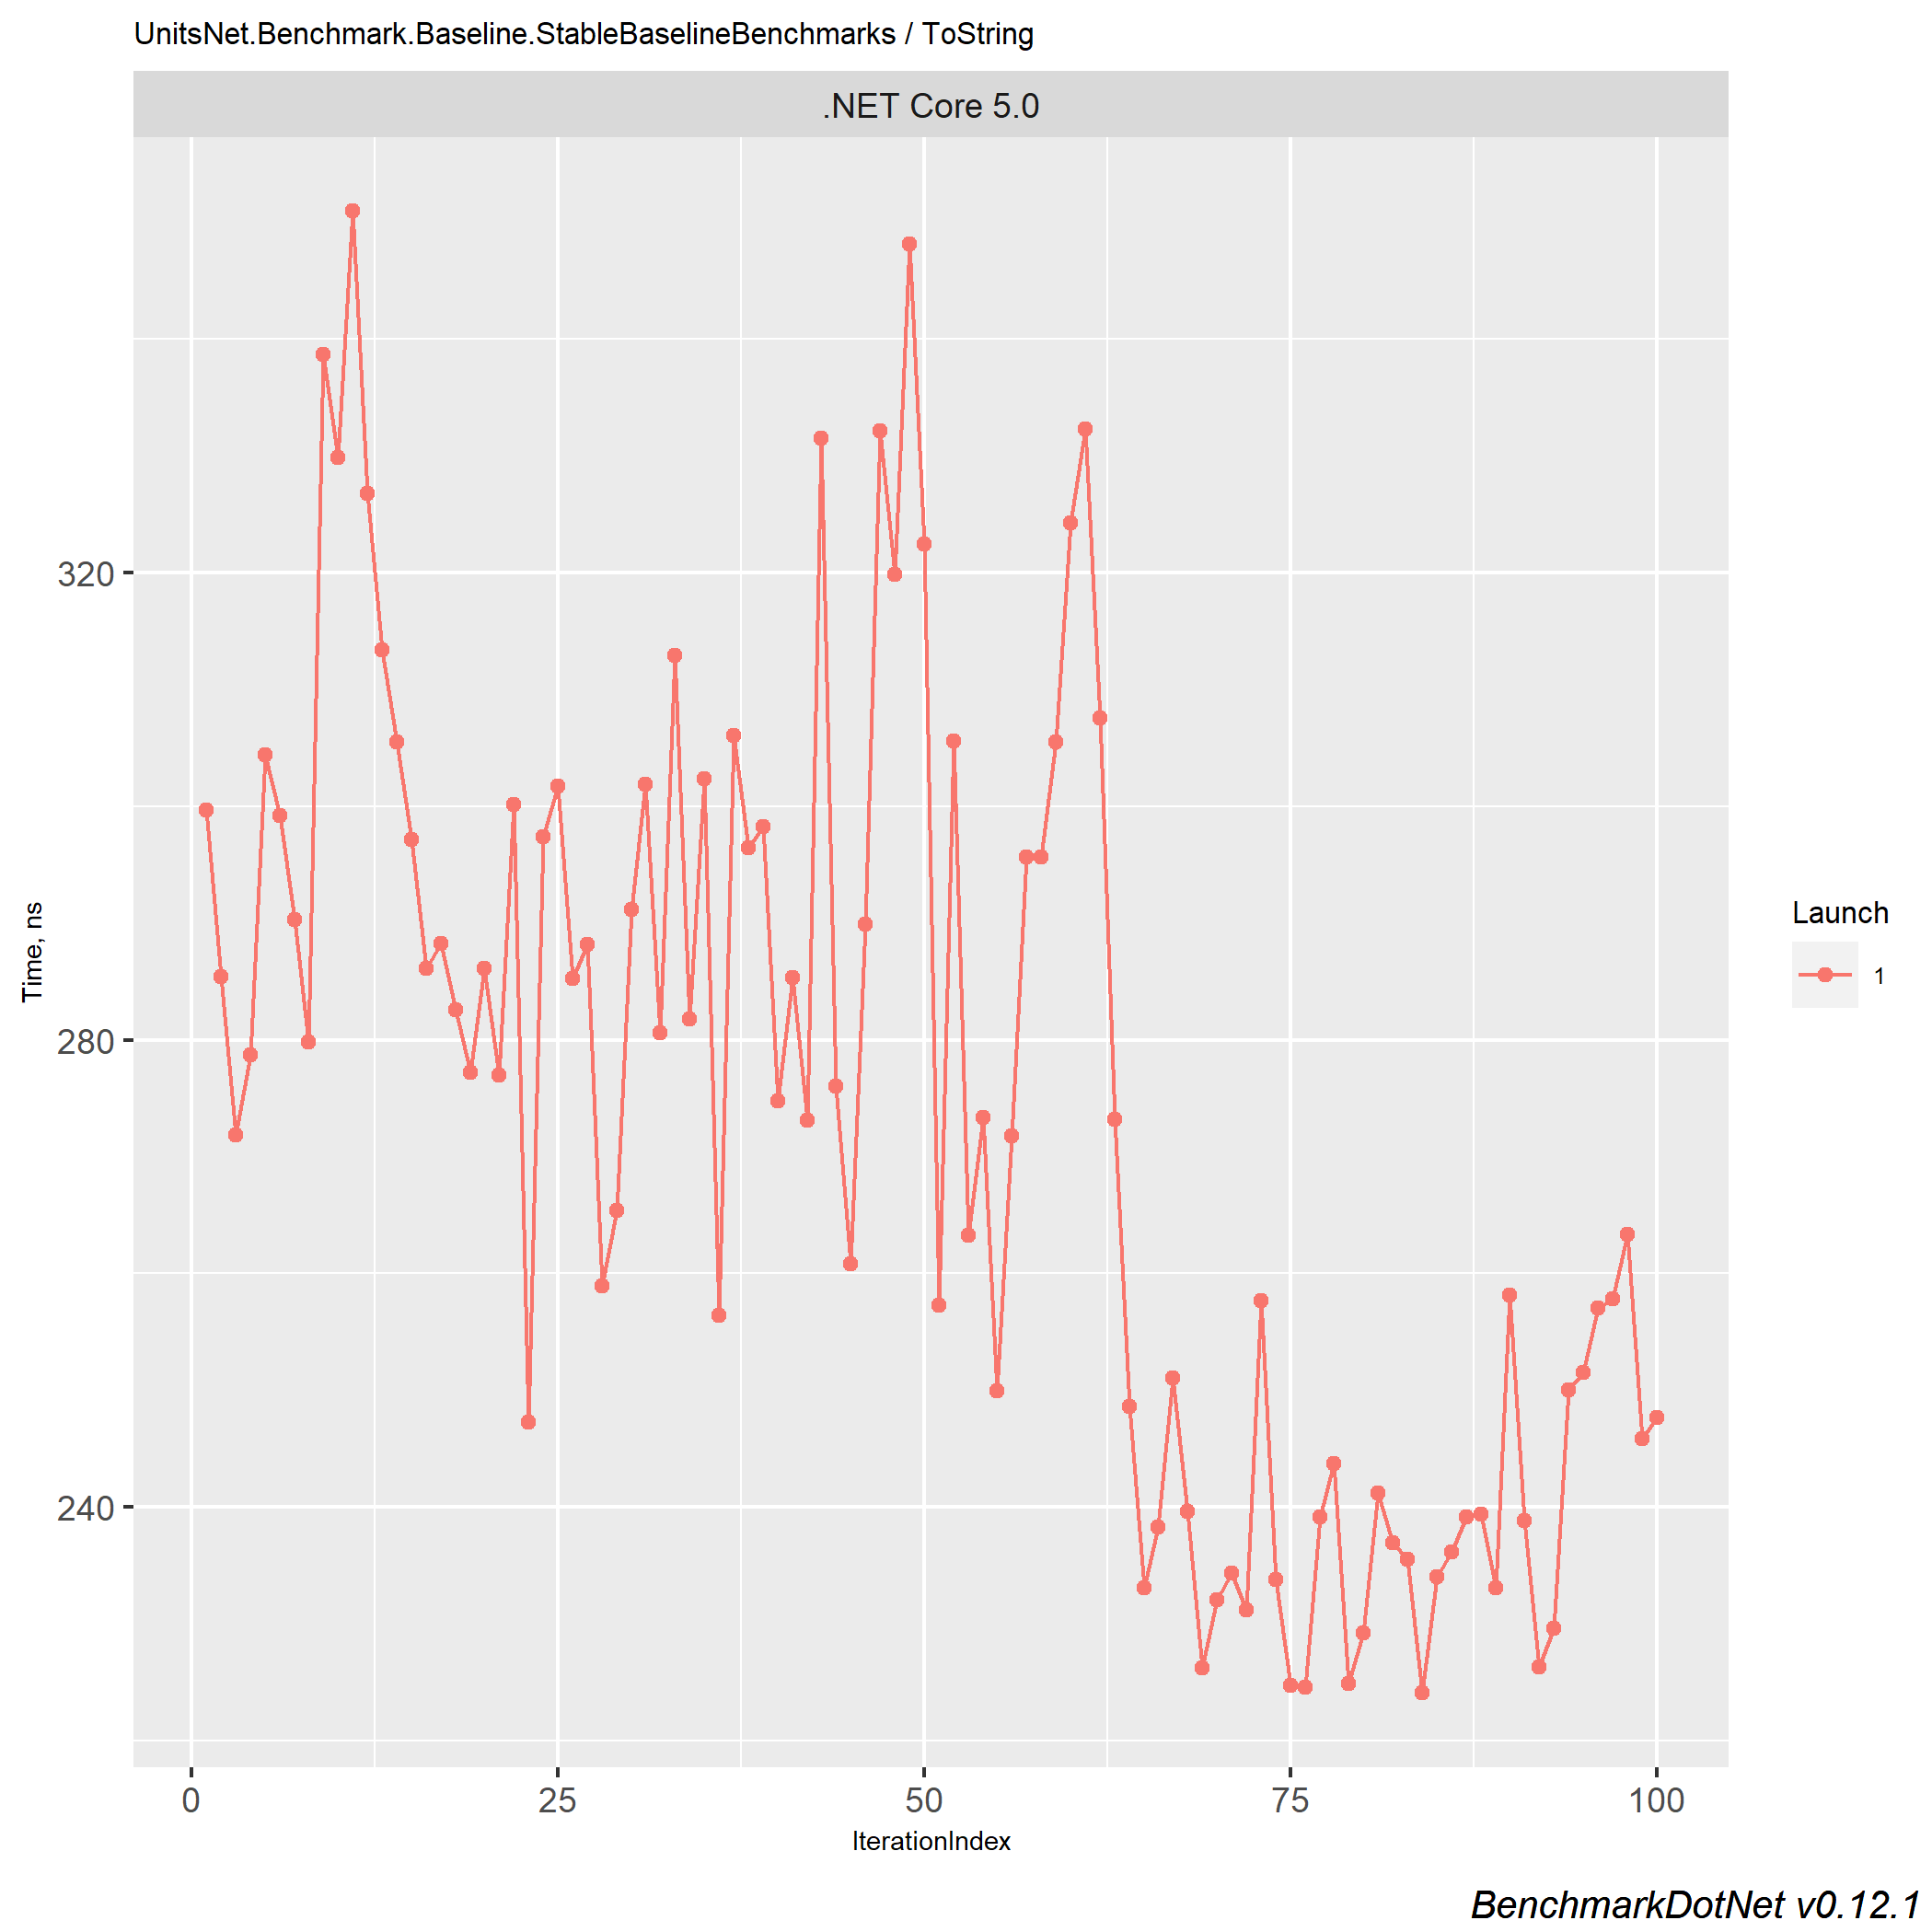 UnitsNet.Benchmark.Baseline.StableBaselineBenchmarks / ToString
.NET Core 5.0
320
280
240
Time, ns
0 25 50 75 100
IterationIndex
Launch
1
BenchmarkDotNet v0.12.1